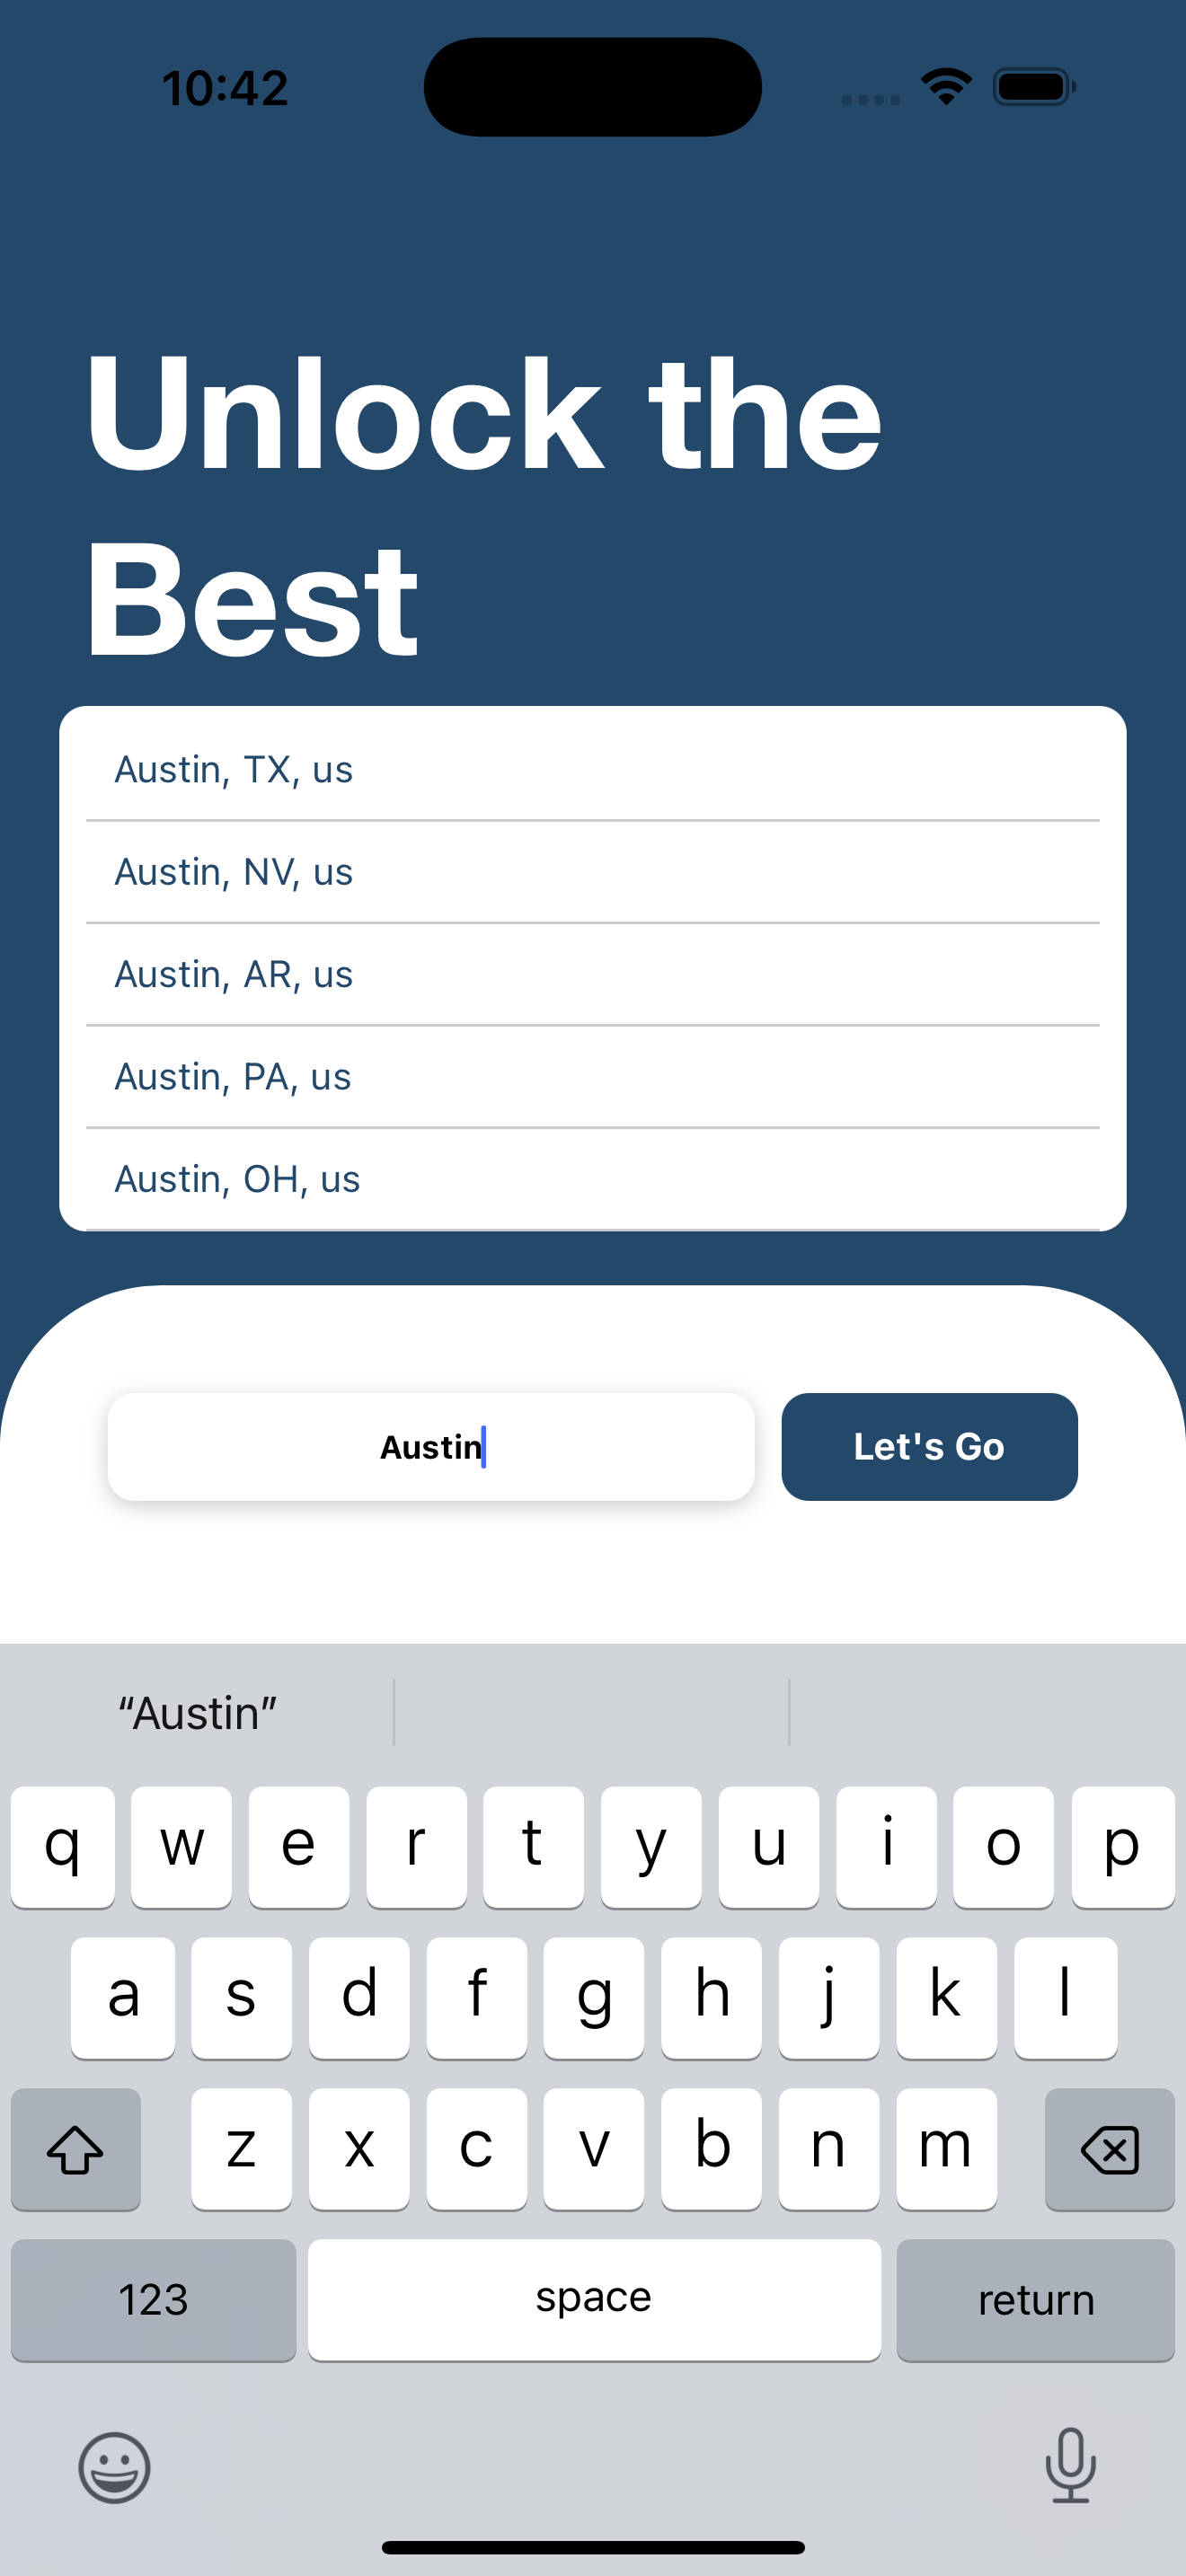 10:42
Unlock the
Best
Austin, TX, us
Austin, NV, us
Austin, AR, us
Austin, PA, us
Austin, OH, us
Austin
Let's Go
“Austin”
q w e r t y u i o p
a s d f g h j k l
z x c v b n m
123 space return